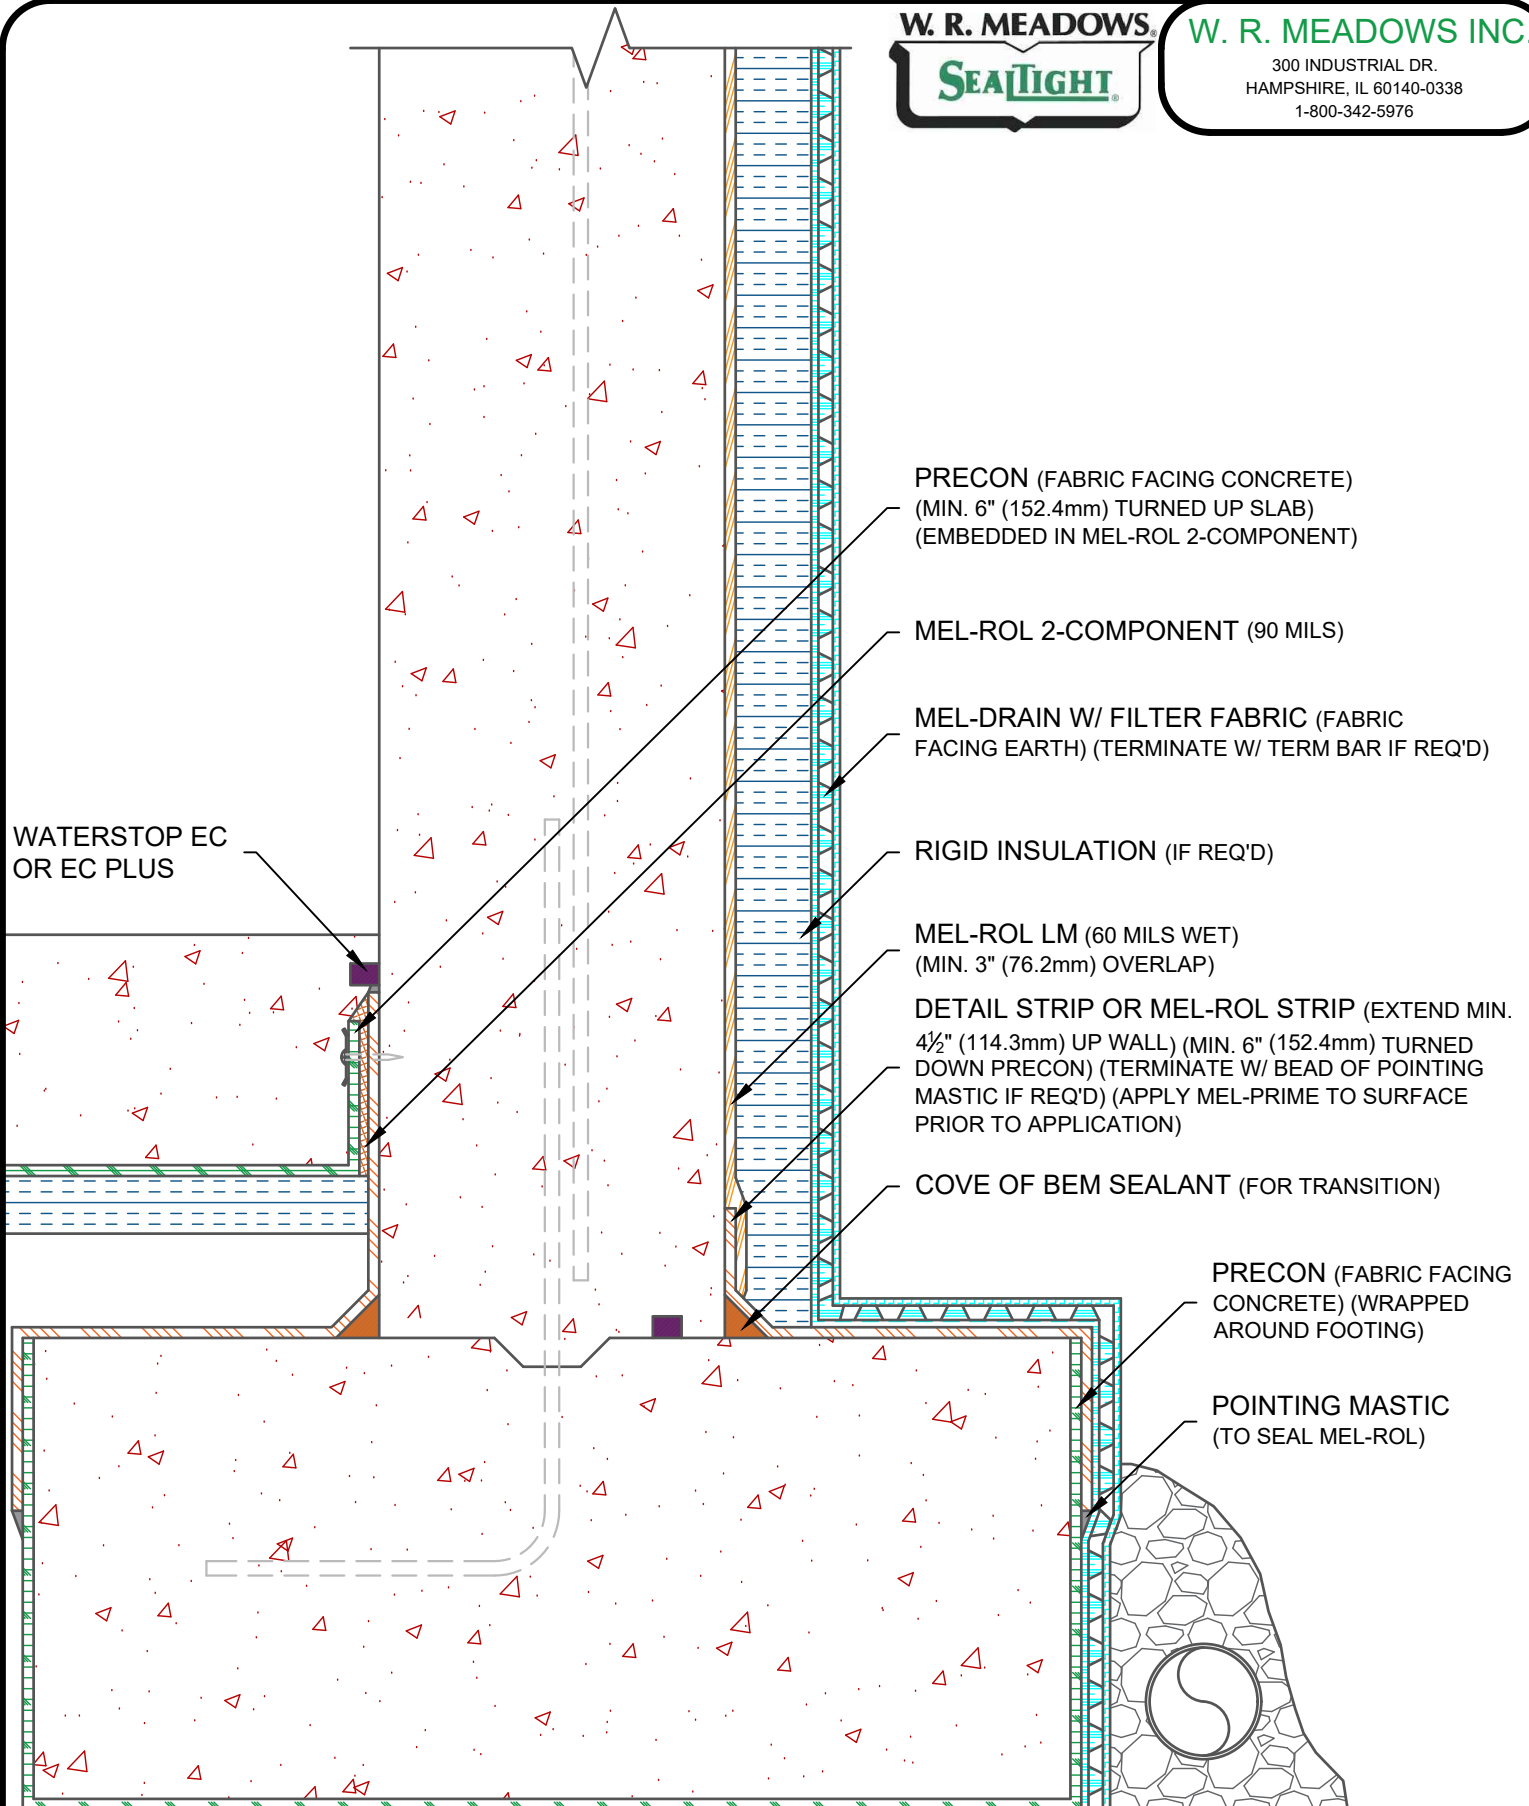 W. R. MEADOWS®
SEALTIGHT®
W. R. MEADOWS INC.
300 INDUSTRIAL DR.
HAMPSHIRE, IL 60140-0338
1-800-342-5976
PRECON (FABRIC FACING CONCRETE)
(MIN. 6" (152.4mm) TURNED UP SLAB)
(EMBEDDED IN MEL-ROL 2-COMPONENT)
MEL-ROL 2-COMPONENT (90 MILS)
MEL-DRAIN W/ FILTER FABRIC (FABRIC
FACING EARTH) (TERMINATE W/ TERM BAR IF REQ'D)
WATERSTOP EC
OR EC PLUS
RIGID INSULATION (IF REQ'D)
MEL-ROL LM (60 MILS WET)
(MIN. 3" (76.2mm) OVERLAP)
DETAIL STRIP OR MEL-ROL STRIP (EXTEND MIN.
4½" (114.3mm) UP WALL) (MIN. 6" (152.4mm) TURNED
DOWN PRECON) (TERMINATE W/ BEAD OF POINTING
MASTIC IF REQ'D) (APPLY MEL-PRIME TO SURFACE
PRIOR TO APPLICATION)
COVE OF BEM SEALANT (FOR TRANSITION)
PRECON (FABRIC FACING
CONCRETE) (WRAPPED
AROUND FOOTING)
POINTING MASTIC
(TO SEAL MEL-ROL)